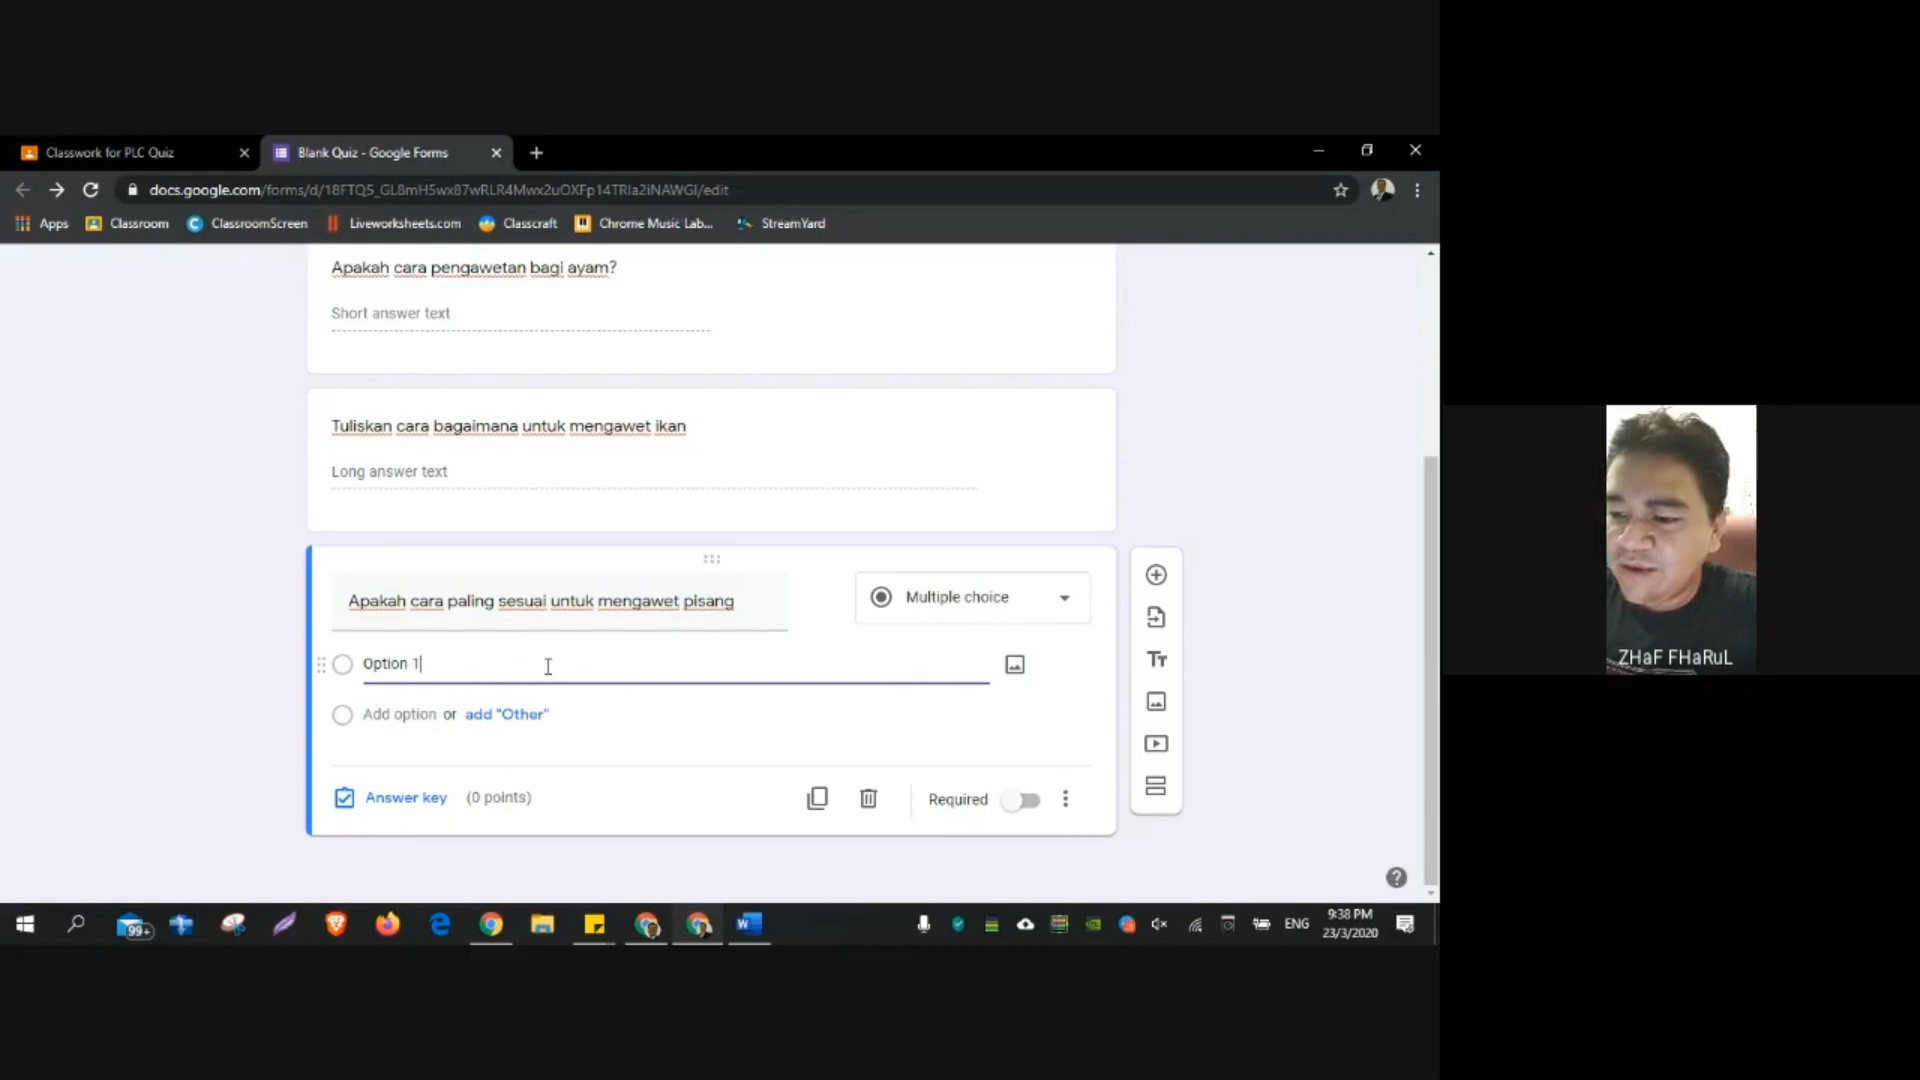 Classwork for PLC Quiz
Blank Quiz - Google Forms
docs.google.com/forms/d/18FTQ5_GL8mH5wx87wRLR4Mwx2uOXFp14TRIa2iNAWGI/edit
Apps
Classroom
ClassroomScreen
Liveworksheets.com
Classcraft
Chrome Music Lab...
StreamYard
Apakah cara pengawetan bagi ayam?
Short answer text
Tuliskan cara bagaimana untuk mengawet ikan
Long answer text
Apakah cara paling sesuai untuk mengawet pisang
Multiple choice
Option 1
Add option or add "Other"
Answer key (0 points)
Required
ZHaF FHaRuL
99+
ENG
9:38 PM
23/3/2020